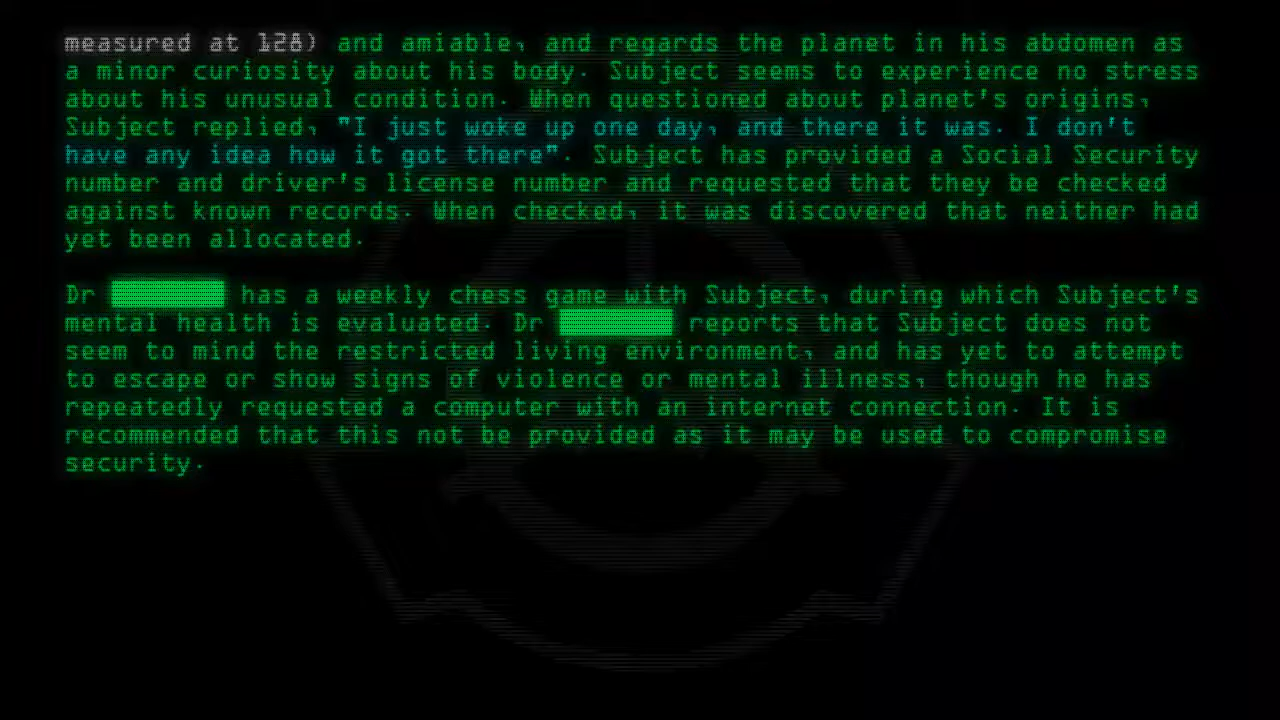 measured at 128) and amiable, and regards the planet in his abdomen as
a minor curiosity about his body. Subject seems to experience no stress
about his unusual condition. When questioned about planet's origins,
Subject replied, "I just woke up one day, and there it was. I don't
have any idea how it got there". Subject has provided a Social Security
number and driver's license number and requested that they be checked
against known records. When checked, it was discovered that neither had
yet been allocated.
Dr ███████ has a weekly chess game with Subject, during which Subject's
mental health is evaluated. Dr ███████ reports that Subject does not
seem to mind the restricted living environment, and has yet to attempt
to escape or show signs of violence or mental illness, though he has
repeatedly requested a computer with an internet connection. It is
recommended that this not be provided as it may be used to compromise
security.